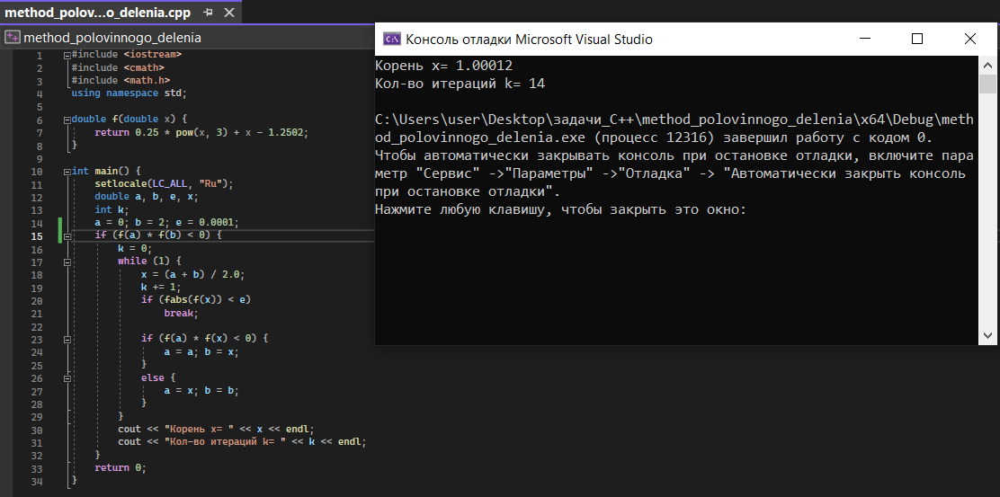 method_polov...o_delenia.cpp
method_polovinnogo_delenia
1 #include <iostream>
2 #include <cmath>
3 #include <math.h>
4 using namespace std;
5
6 double f(double x) {
7 return 0.25 * pow(x, 3) + x - 1.2502;
8 }
9
10 int main() {
11 setlocale(LC_ALL, "Ru");
12 double a, b, e, x;
13 int k;
14 a = 0; b = 2; e = 0.0001;
15 if (f(a) * f(b) < 0) {
16 k = 0;
17 while (1) {
18 x = (a + b) / 2.0;
19 k += 1;
20 if (fabs(f(x)) < e)
21 break;
22
23 if (f(a) * f(x) < 0) {
24 a = a; b = x;
25 }
26 else {
27 a = x; b = b;
28 }
29 }
30 cout << "Корень x= " << x << endl;
31 cout << "Кол-во итераций k= " << k << endl;
32 }
33 return 0;
34 }
C:\ Консоль отладки Microsoft Visual Studio
Корень x= 1.00012
Кол-во итераций k= 14
C:\Users\user\Desktop\задачи_C++\method_polovinnogo_delenia\x64\Debug\meth
od_polovinnogo_delenia.exe (процесс 12316) завершил работу с кодом 0.
Чтобы автоматически закрывать консоль при остановке отладки, включите пара
метр "Сервис" ->"Параметры" ->"Отладка" -> "Автоматически закрыть консоль
при остановке отладки".
Нажмите любую клавишу, чтобы закрыть это окно: